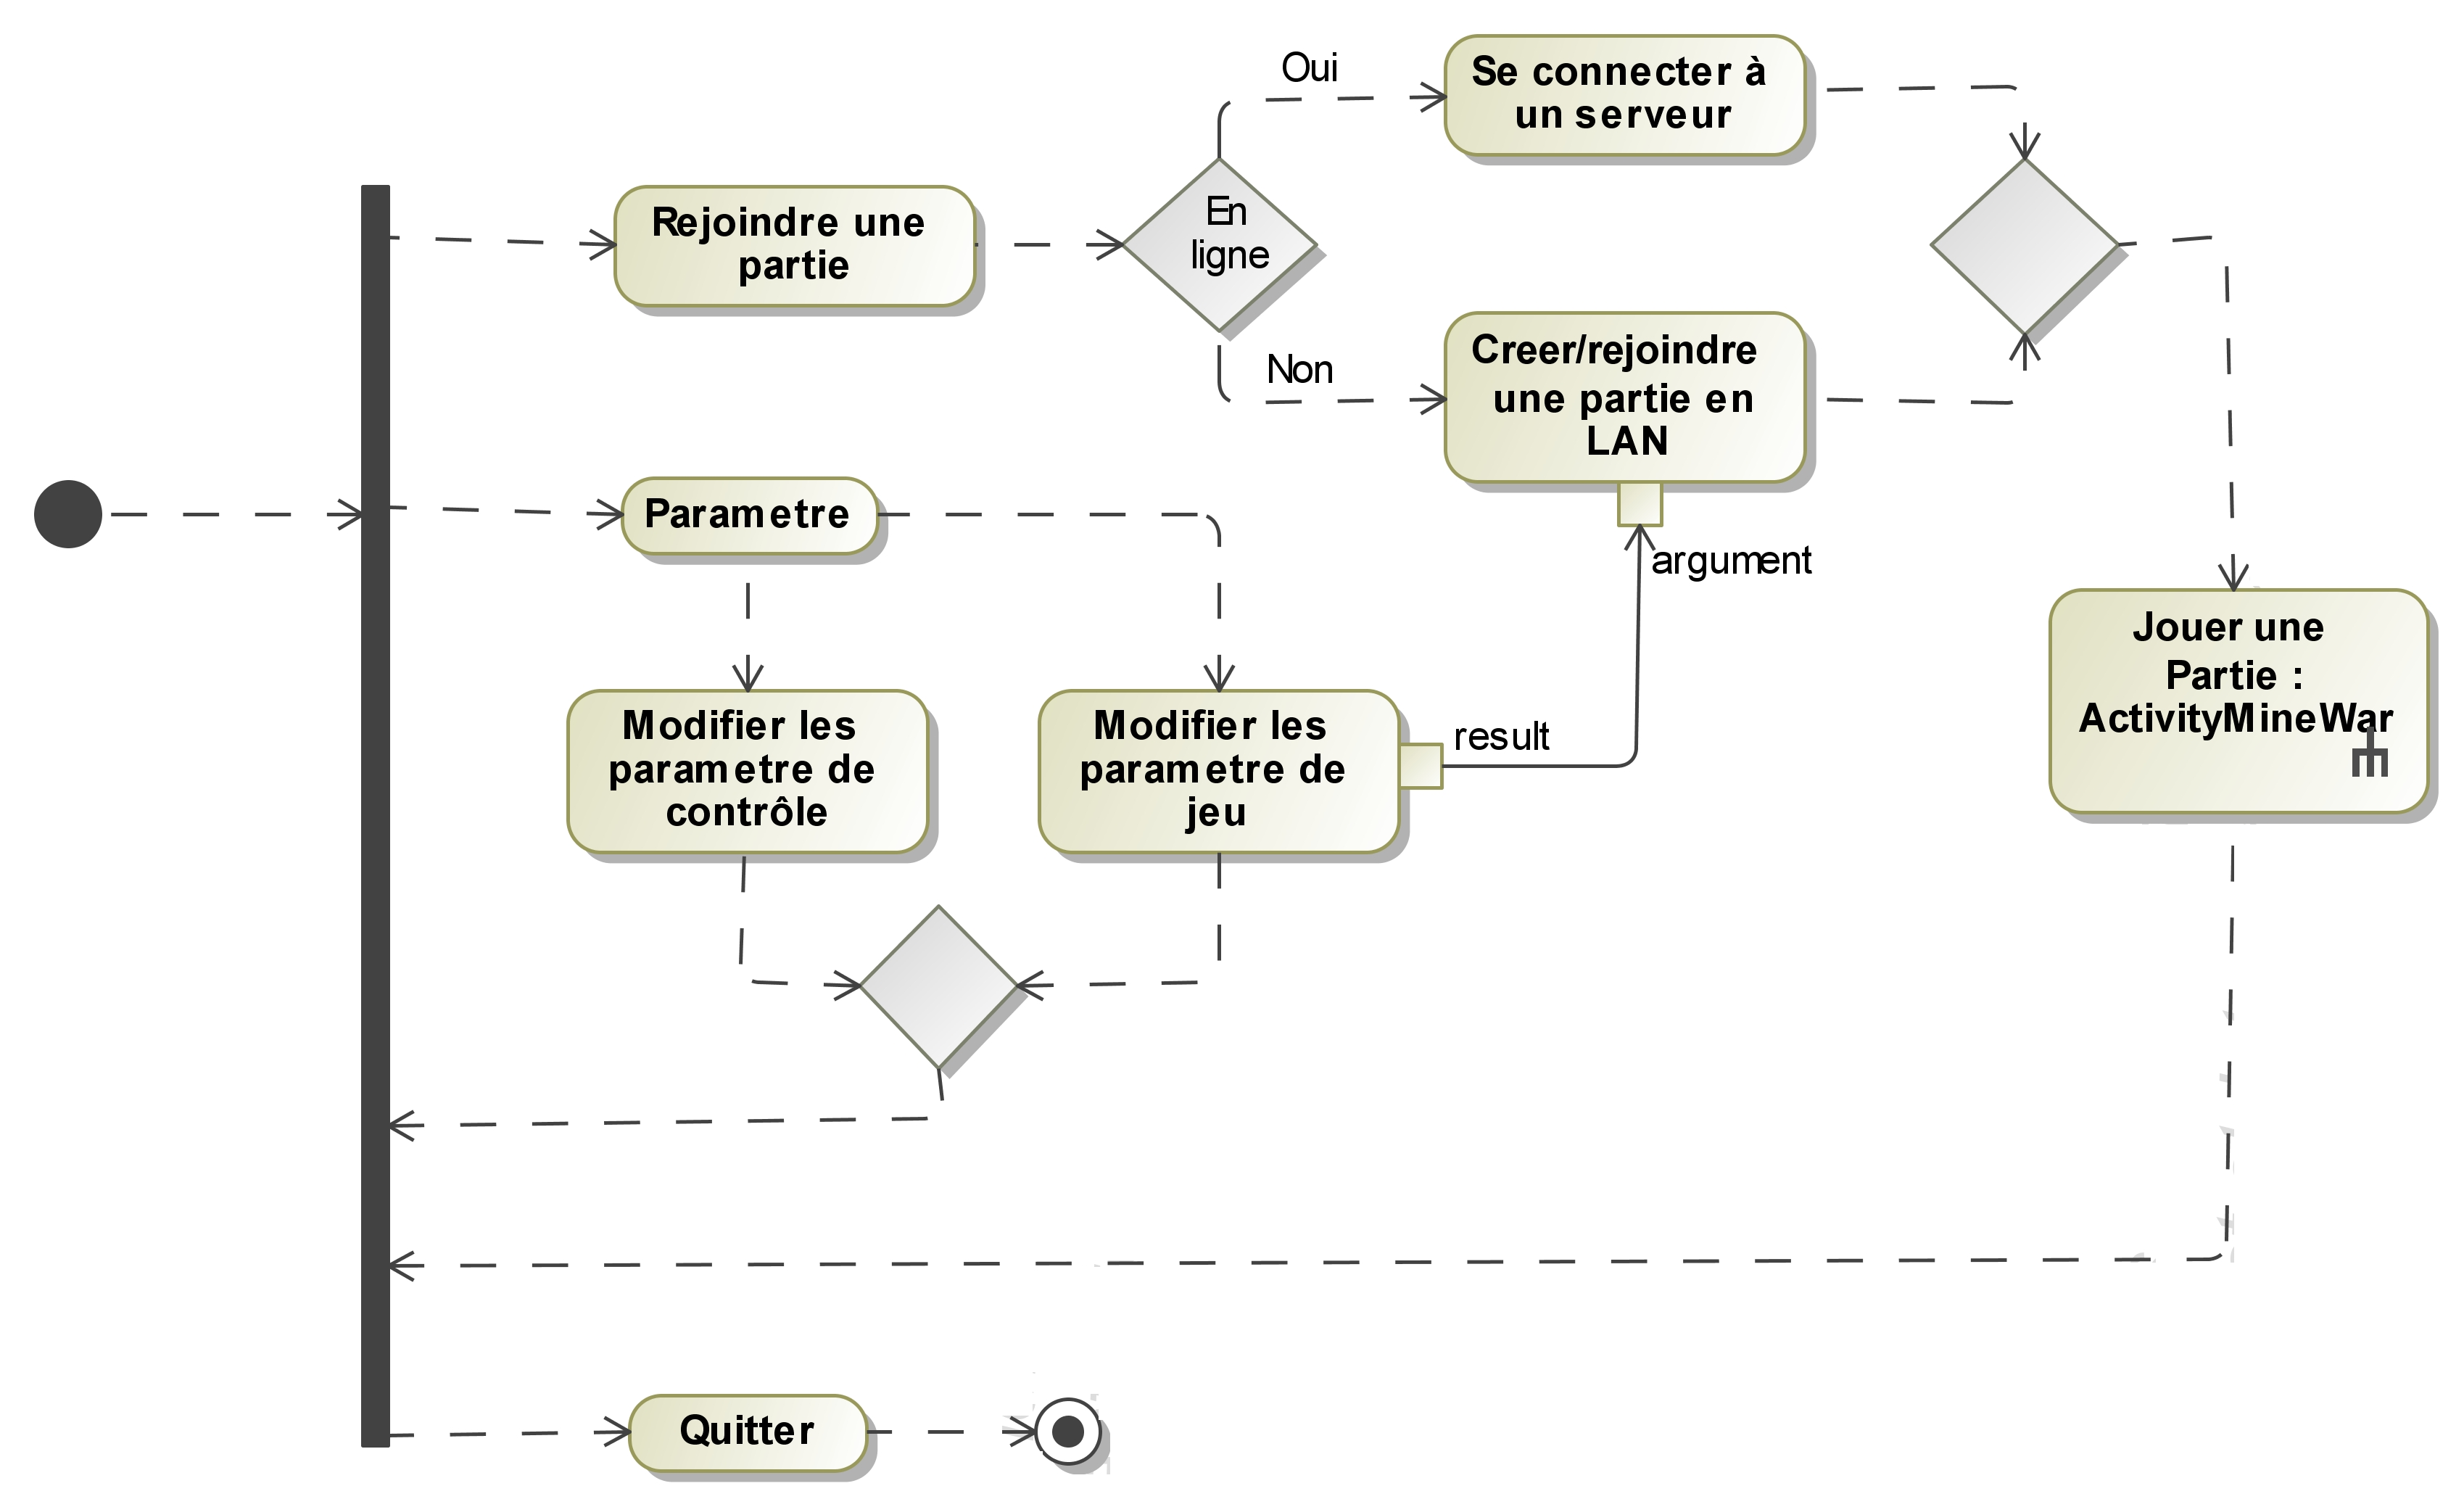 Oui
Se connecter à
un serveur
Rejoindre une
partie
En
ligne
Non
Creer/rejoindre
une partie en
LAN
Parametre
argument
Jouer une
Partie :
ActivityMineWar
Modifier les
parametre de
contrôle
Modifier les
parametre de
jeu
result
Quitter